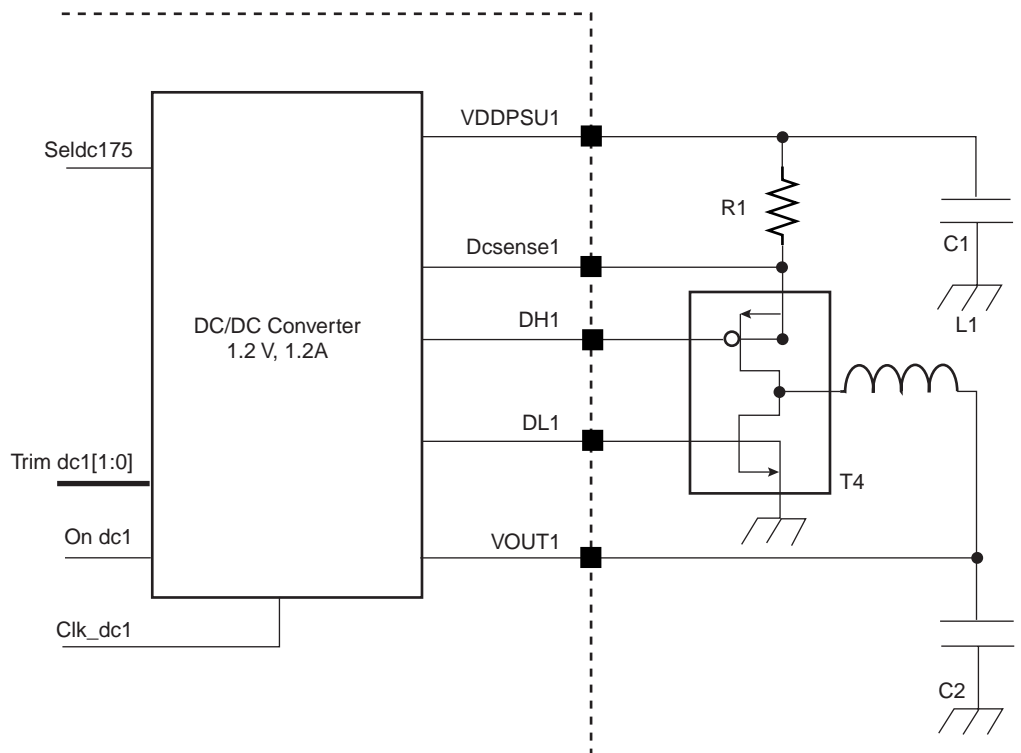 VDDPSU1
Seldc175
R1
C1
Dcsense1
DC/DC Converter
1.2 V, 1.2A
DH1
L1
DL1
Trim dc1[1:0]
T4
On dc1
VOUT1
Clk_dc1
C2